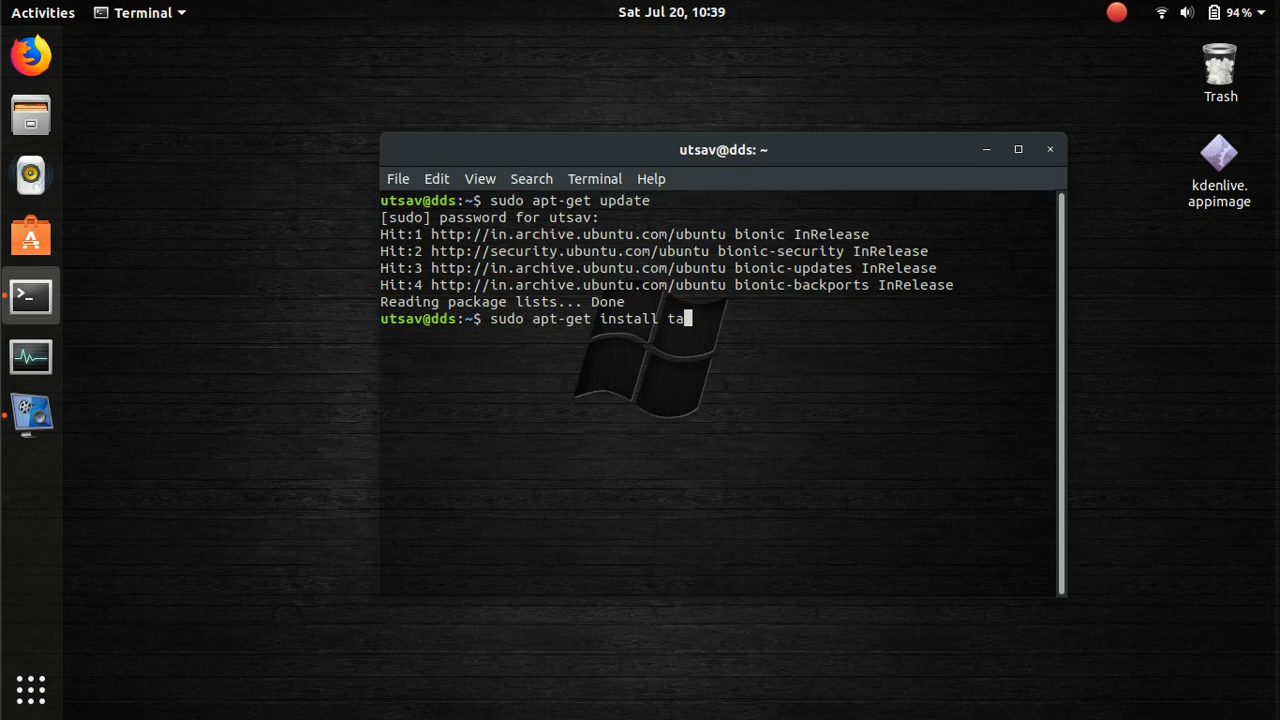 Activities Terminal Sat Jul 20, 10:39 94%
Trash
kdenlive.
appimage
utsav@dds: ~
File Edit View Search Terminal Help
utsav@dds:~$ sudo apt-get update
[sudo] password for utsav:
Hit:1 http://in.archive.ubuntu.com/ubuntu bionic InRelease
Hit:2 http://security.ubuntu.com/ubuntu bionic-security InRelease
Hit:3 http://in.archive.ubuntu.com/ubuntu bionic-updates InRelease
Hit:4 http://in.archive.ubuntu.com/ubuntu bionic-backports InRelease
Reading package lists... Done
utsav@dds:~$ sudo apt-get install ta